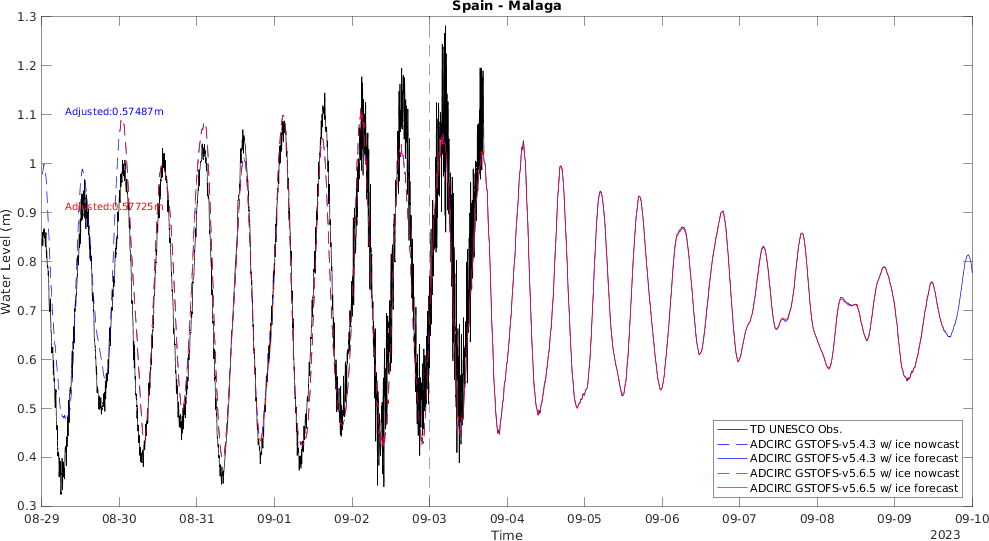 Spain - Malaga
1.3
1.2
1.1
1
0.9
0.8
0.7
0.6
0.5
0.4
0.3
Water Level (m)
Adjusted:0.57487m
Adjusted:0.57725m
TD UNESCO Obs.
ADCIRC GSTOFS-v5.4.3 w/ ice nowcast
ADCIRC GSTOFS-v5.4.3 w/ ice forecast
ADCIRC GSTOFS-v5.6.5 w/ ice nowcast
ADCIRC GSTOFS-v5.6.5 w/ ice forecast
08-29 08-30 08-31 09-01 09-02 09-03 09-04 09-05 09-06 09-07 09-08 09-09 09-10
Time
2023